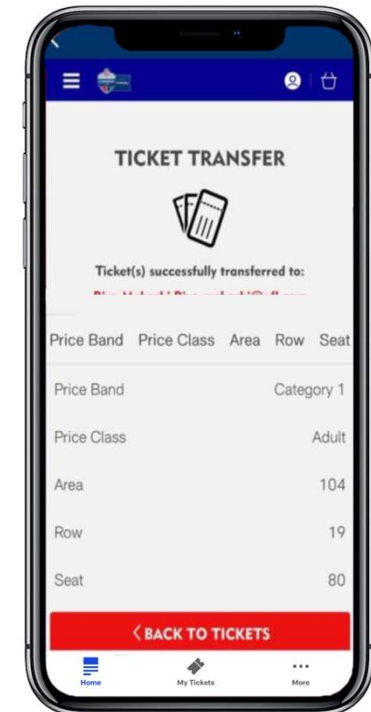 TICKET TRANSFER
Ticket(s) successfully transferred to:
Price Band Price Class Area Row Seat
Price Band Category 1
Price Class Adult
Area 104
Row 19
Seat 80
BACK TO TICKETS
Home My Tickets More